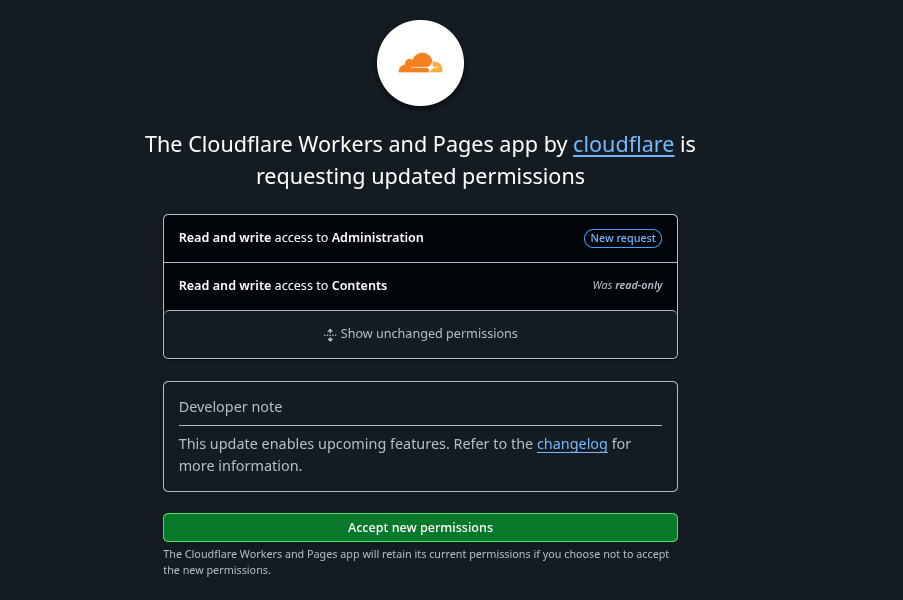 The Cloudflare Workers and Pages app by cloudflare is
requesting updated permissions
Read and write access to Administration
New request
Read and write access to Contents
Was read-only
Show unchanged permissions
Developer note
This update enables upcoming features. Refer to the changelog for
more information.
Accept new permissions
The Cloudflare Workers and Pages app will retain its current permissions if you choose not to accept
the new permissions.